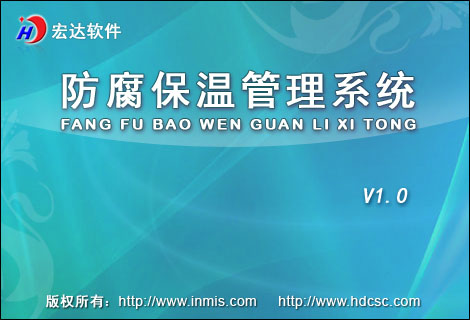 宏达软件
防腐保温管理系统
FANG FU BAO WEN GUAN LI XI TONG
V1.0
版权所有：http://www.inmis.com http://www.hdcsc.com